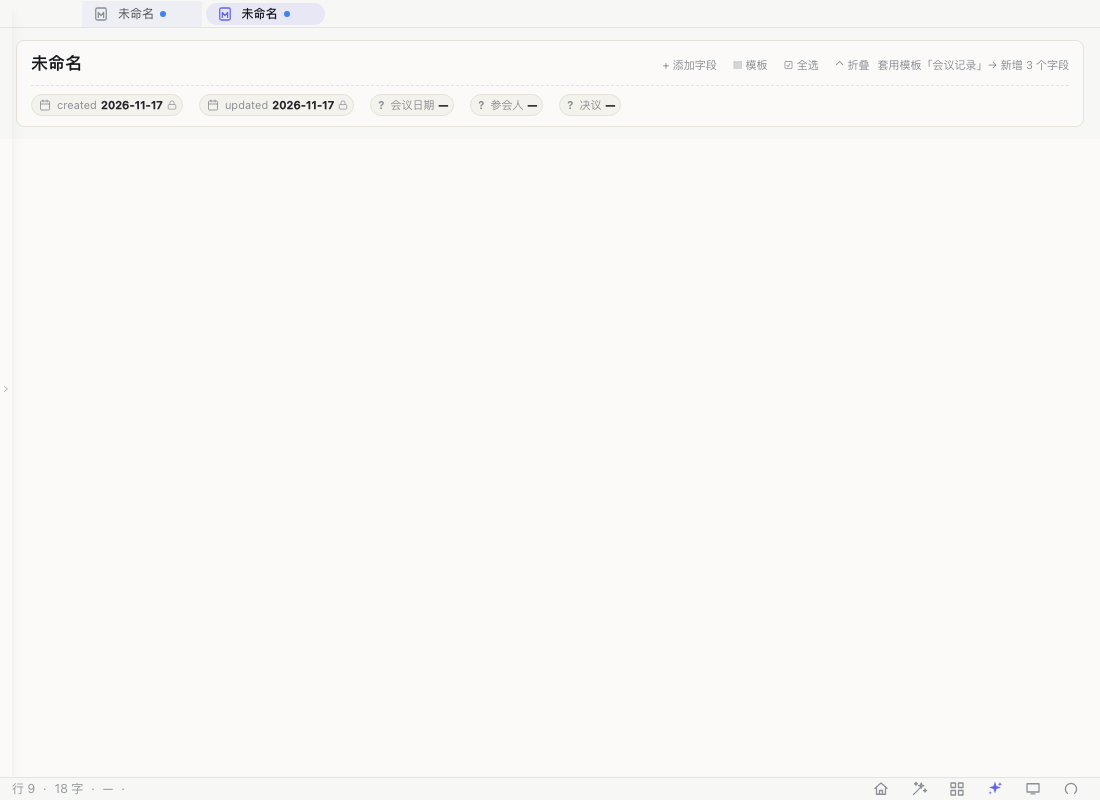 未命名 未命名
未命名 + 添加字段 模板 全选 折叠 套用模板「会议记录」→ 新增 3 个字段
created 2026-11-17 updated 2026-11-17 ? 会议日期 — ? 参会人 — ? 决议 —
行 9 · 18 字 · — ·